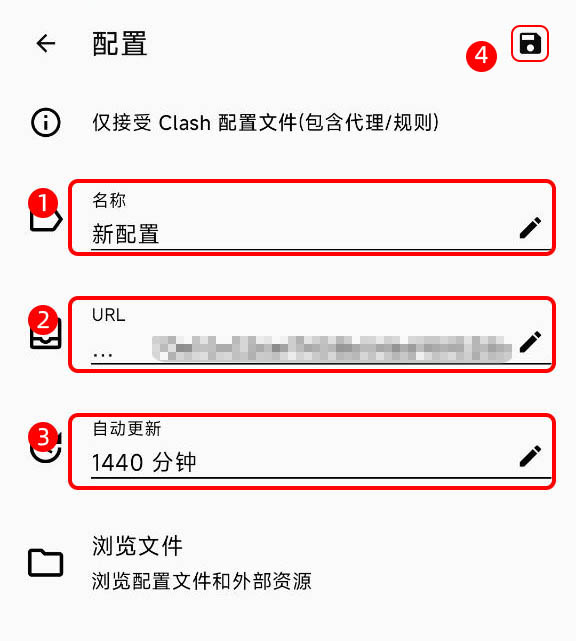 配置
4
仅接受 Clash 配置文件(包含代理/规则)
1
名称
新配置
2
URL
...
3
自动更新
1440 分钟
浏览文件
浏览配置文件和外部资源